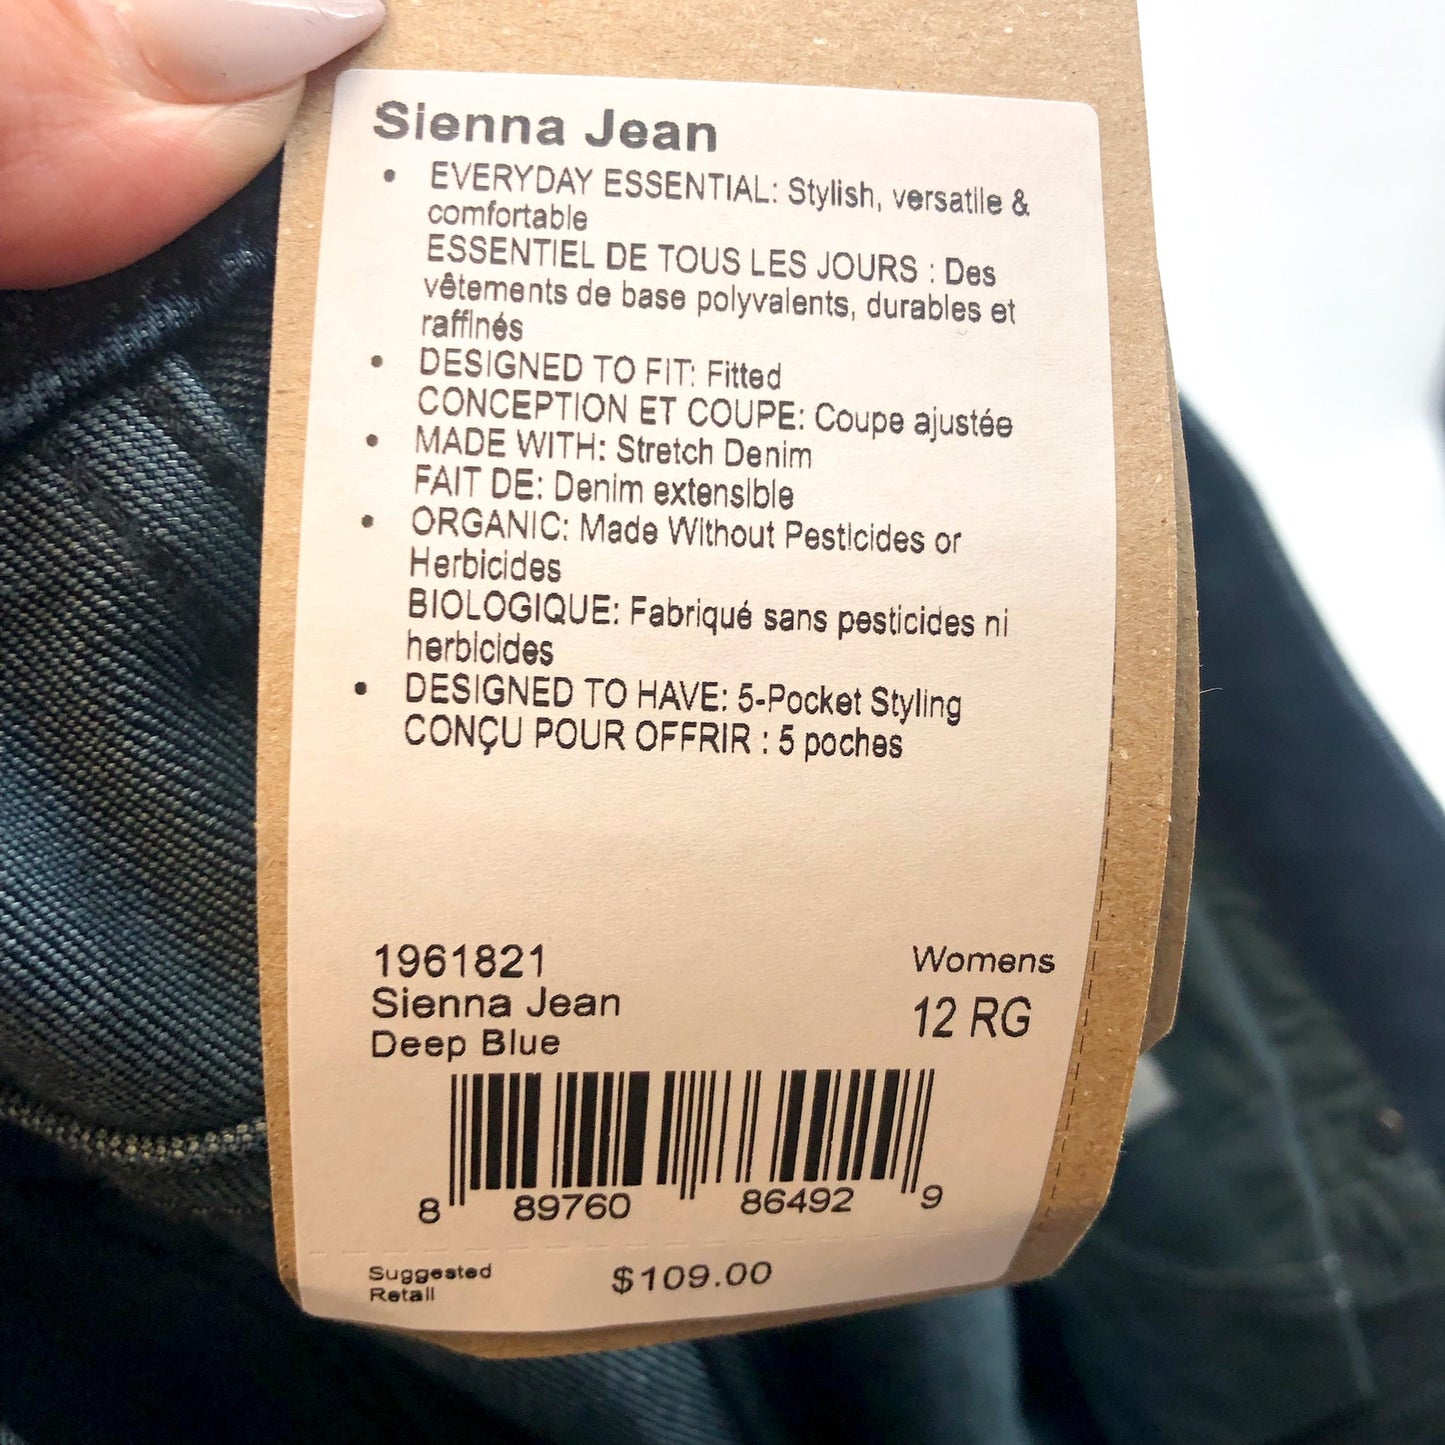 Sienna Jean
• EVERYDAY ESSENTIAL: Stylish, versatile &
comfortable
ESSENTIEL DE TOUS LES JOURS : Des
vêtements de base polyvalents, durables et
raffinés
• DESIGNED TO FIT: Fitted
CONCEPTION ET COUPE: Coupe ajustée
• MADE WITH: Stretch Denim
FAIT DE: Denim extensible
• ORGANIC: Made Without Pesticides or
Herbicides
BIOLOGIQUE: Fabriqué sans pesticides ni
herbicides
• DESIGNED TO HAVE: 5-Pocket Styling
CONÇU POUR OFFRIR : 5 poches
1961821
Sienna Jean
Deep Blue
Womens
12 RG
8 89760 86492 9
Suggested
Retail
$109.00